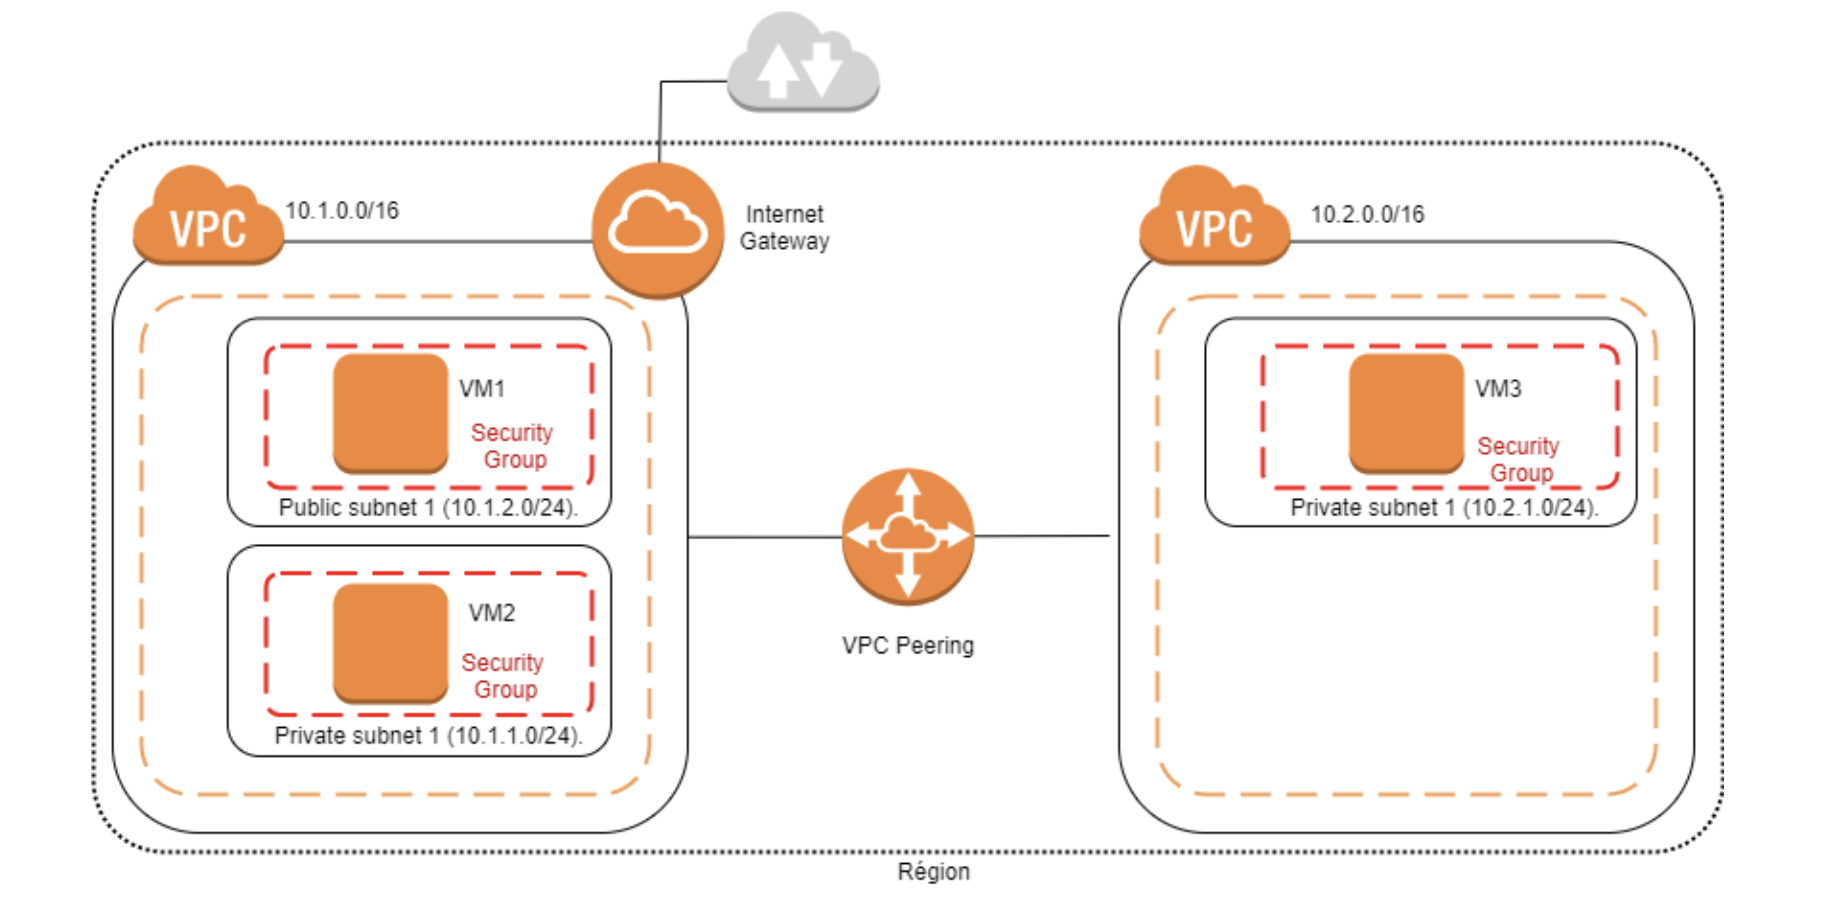 VPC
10.1.0.0/16
Internet
Gateway
VPC
10.2.0.0/16
VM1
Security
Group
Public subnet 1 (10.1.2.0/24).
VM2
Security
Group
Private subnet 1 (10.1.1.0/24).
VPC Peering
VM3
Security
Group
Private subnet 1 (10.2.1.0/24).
Région